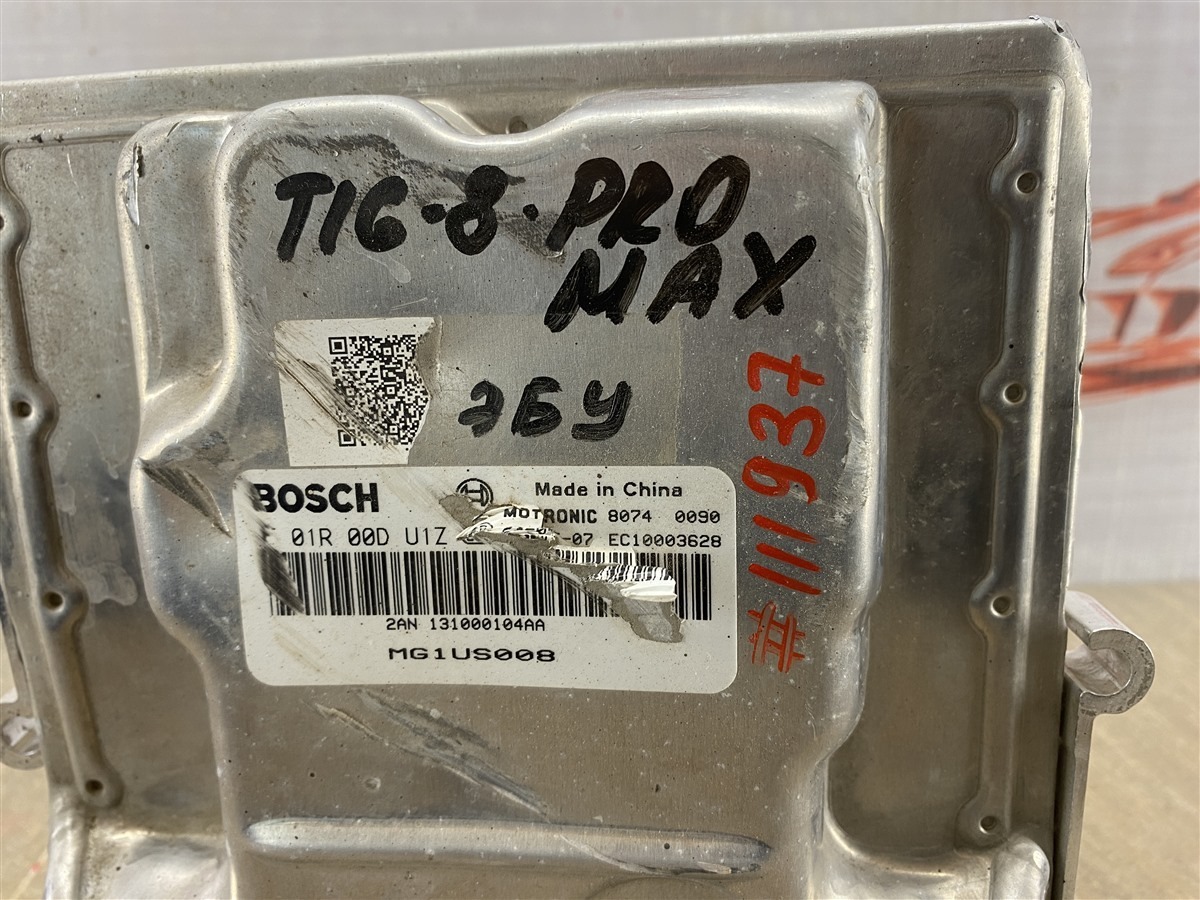 TIG-8-PRO
MAX
ЭБУ
#111937
BOSCH
Made in China
MOTRONIC 8074 0090
01R 00D U1Z
-07 EC10003628
2AN 131000104AA
MG1US008